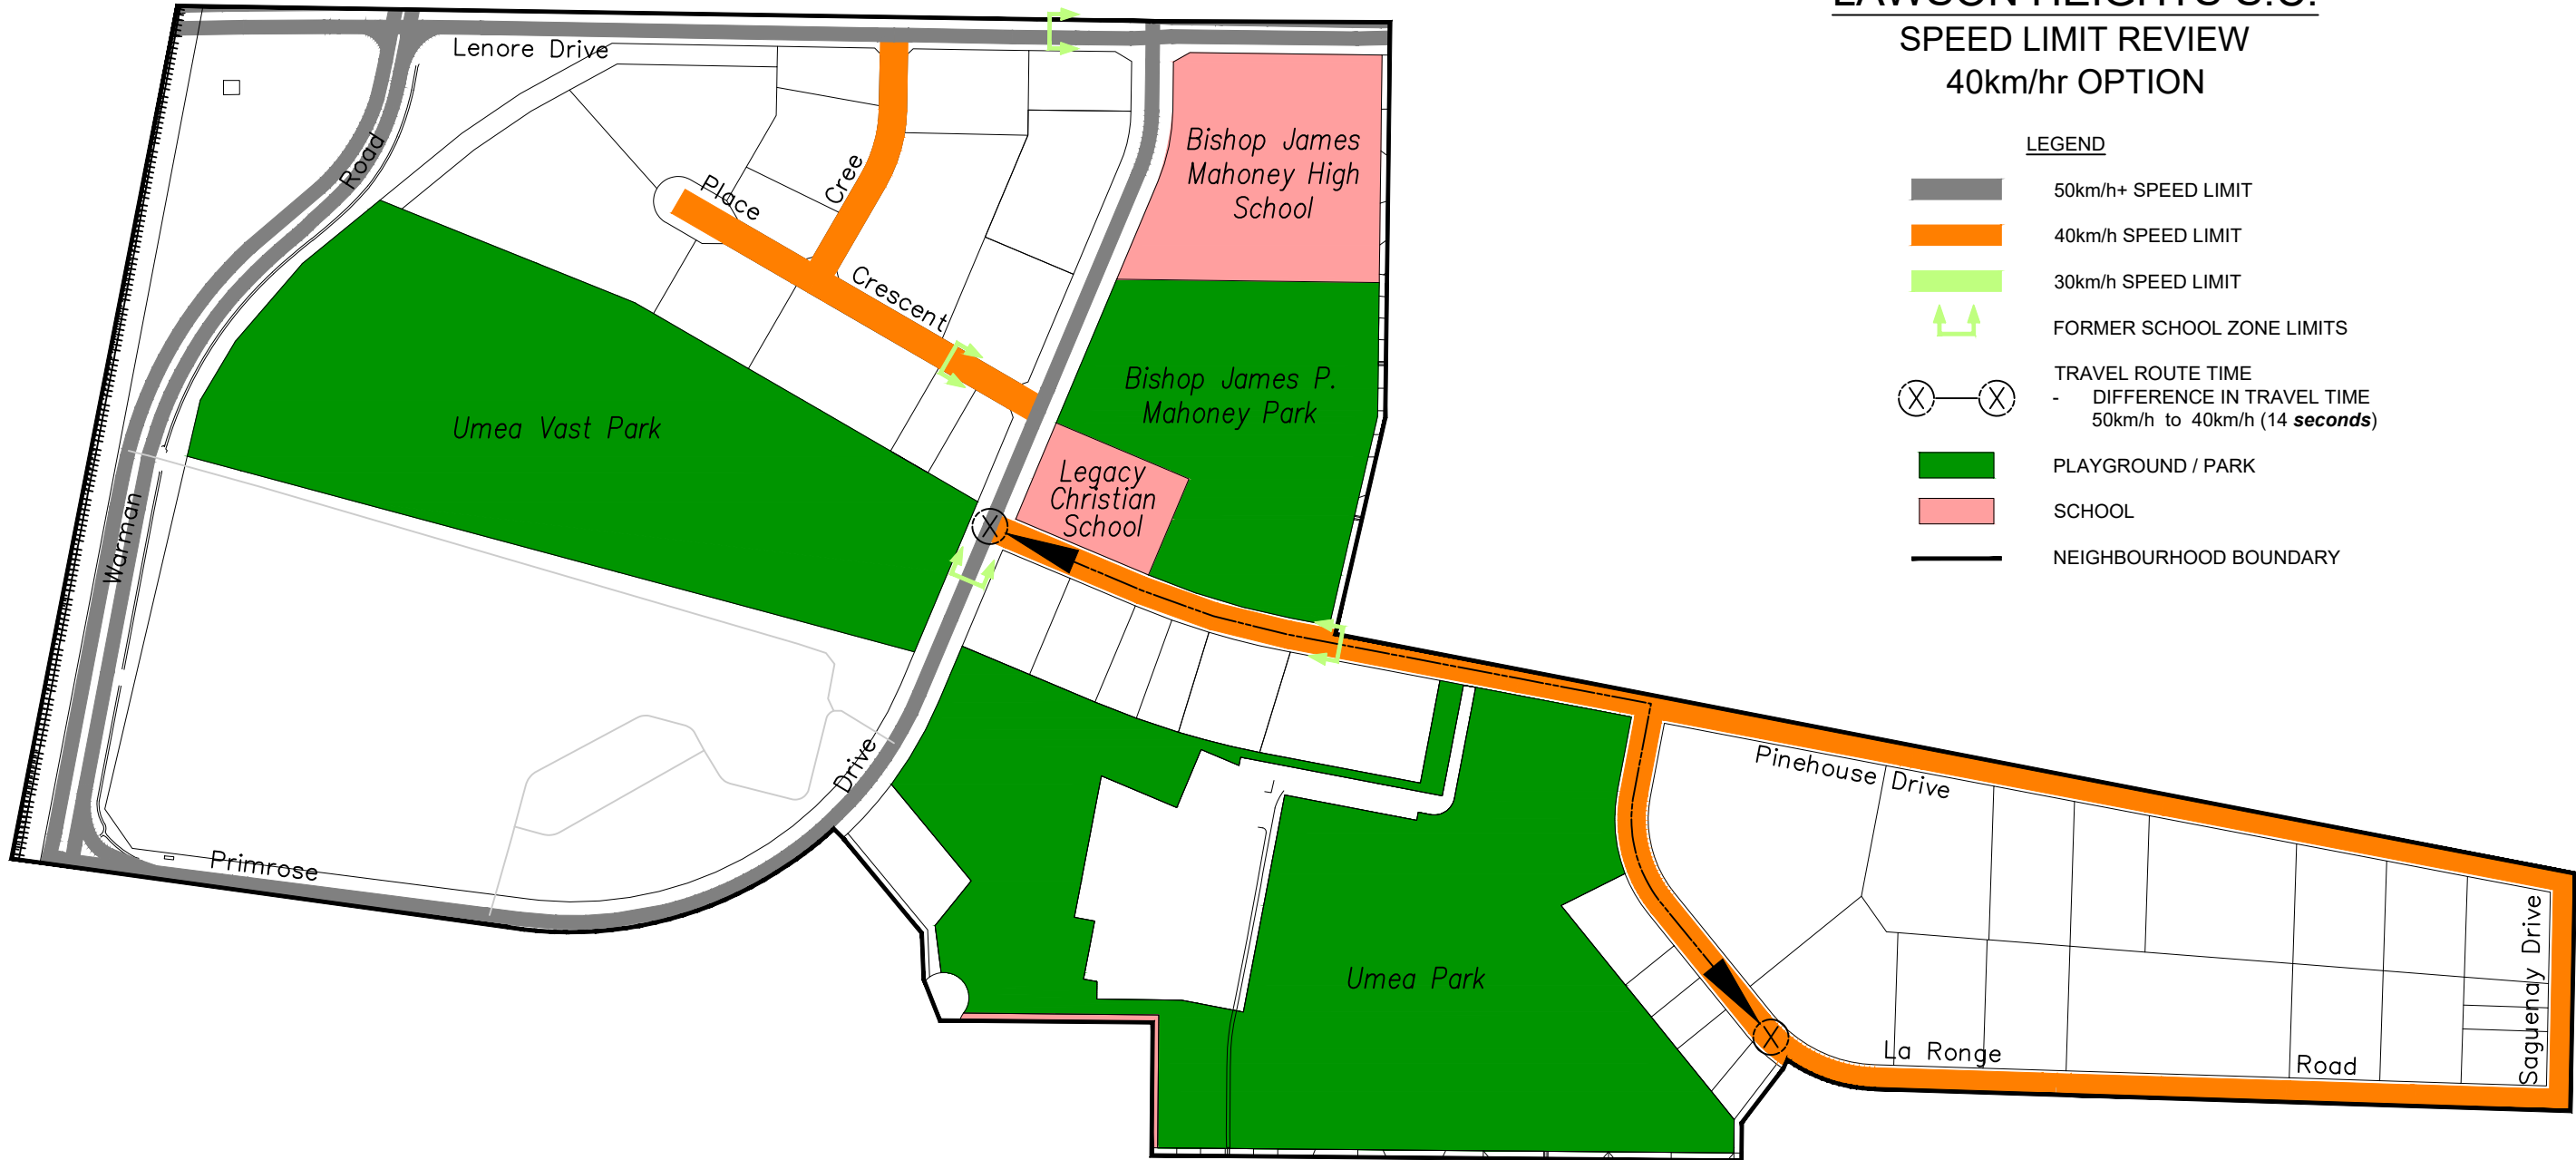 LAWSON HEIGHTS S.C.
SPEED LIMIT REVIEW
40km/hr OPTION
LEGEND
50km/h+ SPEED LIMIT
40km/h SPEED LIMIT
30km/h SPEED LIMIT
FORMER SCHOOL ZONE LIMITS
TRAVEL ROUTE TIME
- DIFFERENCE IN TRAVEL TIME
50km/h to 40km/h (14 seconds)
X X
PLAYGROUND / PARK
SCHOOL
NEIGHBOURHOOD BOUNDARY
Lenore Drive
Road
Place
Cree
Crescent
Bishop James
Mahoney High
School
Bishop James P.
Mahoney Park
Umea Vast Park
Legacy
Christian
School
X
Warman
Drive
Primrose
Pinehouse Drive
Umea Park
X
La Ronge
Road
Saguenay Drive